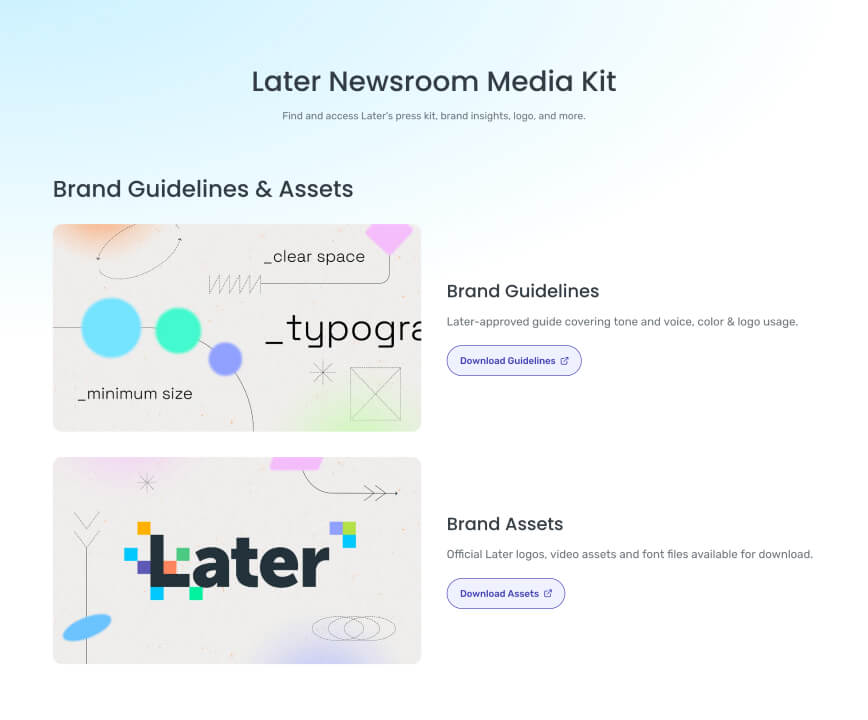 Later Newsroom Media Kit
Find and access Later's press kit, brand insights, logo, and more.
Brand Guidelines & Assets
_clear space
_typogra
_minimum size
Brand Guidelines
Later-approved guide covering tone and voice, color & logo usage.
Download Guidelines
Later
Brand Assets
Official Later logos, video assets and font files available for download.
Download Assets